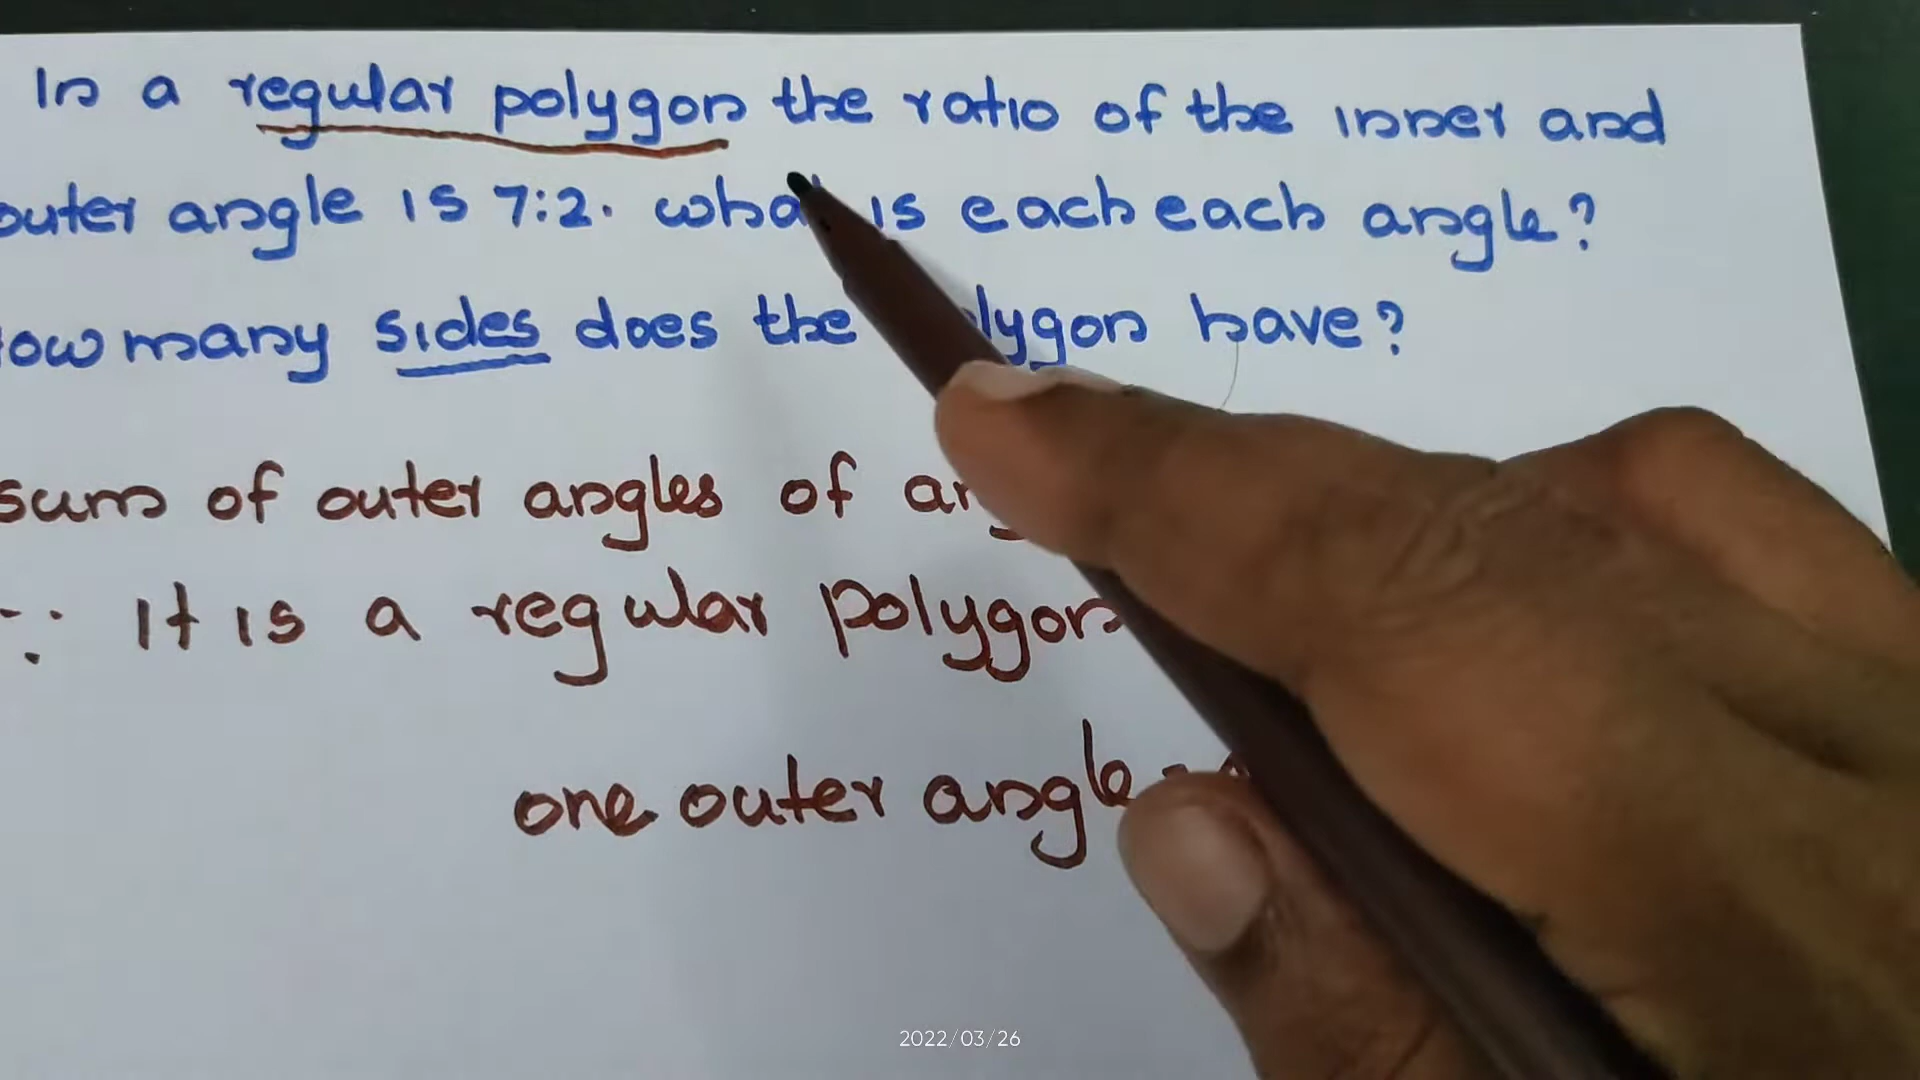 In a regular polygon the ratio of the inner and
outer angle is 7:2. what is each each angle?
How many sides does the polygon have?
sum of outer angles of
∵ It is a regular polygon
one outer angle =
2022/03/26